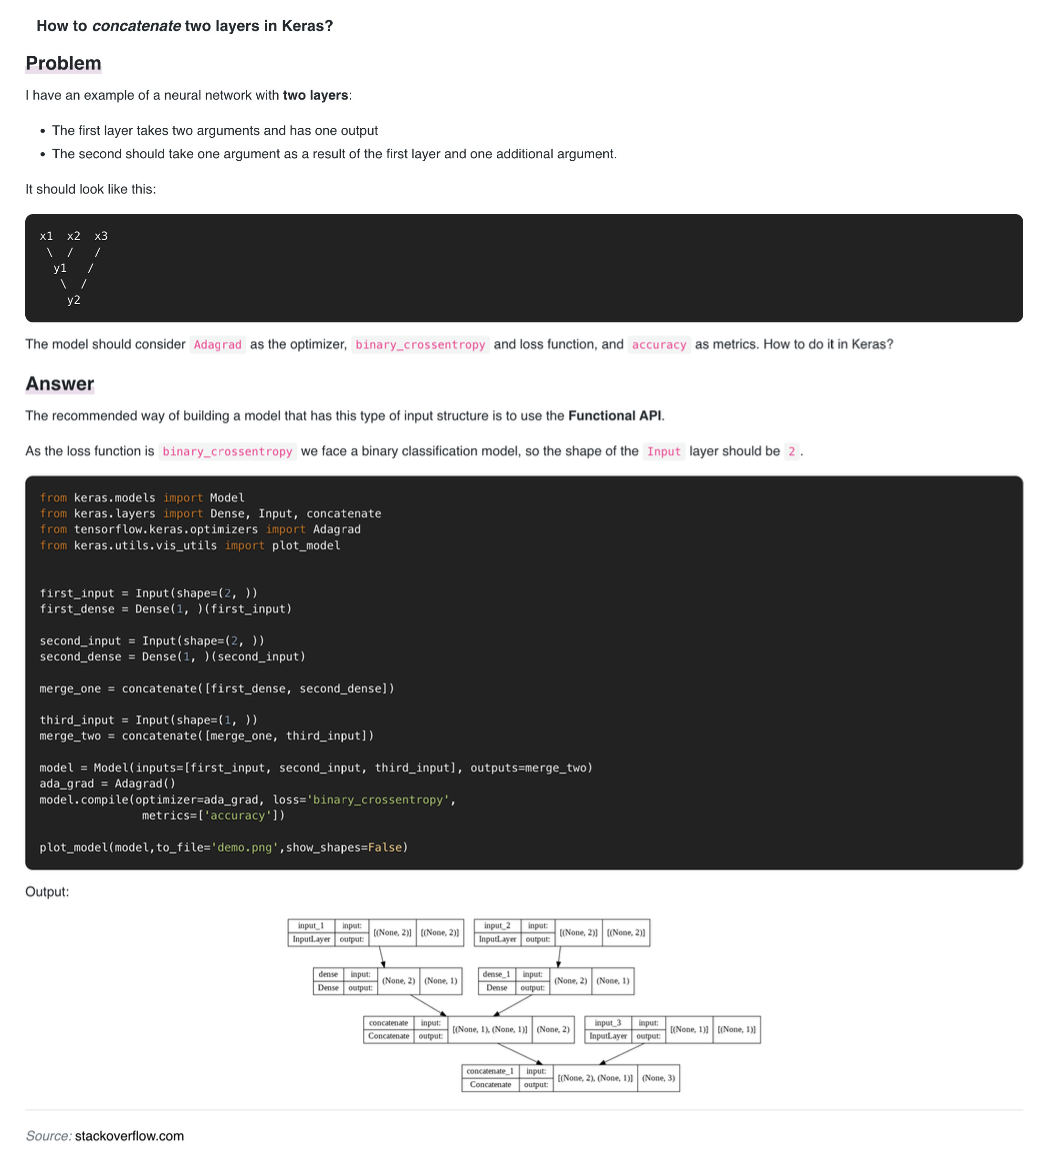 How to concatenate two layers in Keras?
Problem
I have an example of a neural network with two layers:
• The first layer takes two arguments and has one output
• The second should take one argument as a result of the first layer and one additional argument.
It should look like this:
x1  x2  x3
 \  /   /
  y1   /
   \  /
    y2
The model should consider Adagrad as the optimizer, binary_crossentropy and loss function, and accuracy as metrics. How to do it in Keras?
Answer
The recommended way of building a model that has this type of input structure is to use the Functional API.
As the loss function is binary_crossentropy we face a binary classification model, so the shape of the Input layer should be 2 .
from keras.models import Model
from keras.layers import Dense, Input, concatenate
from tensorflow.keras.optimizers import Adagrad
from keras.utils.vis_utils import plot_model
first_input = Input(shape=(2, ))
first_dense = Dense(1, )(first_input)
second_input = Input(shape=(2, ))
second_dense = Dense(1, )(second_input)
merge_one = concatenate([first_dense, second_dense])
third_input = Input(shape=(1, ))
merge_two = concatenate([merge_one, third_input])
model = Model(inputs=[first_input, second_input, third_input], outputs=merge_two)
ada_grad = Adagrad()
model.compile(optimizer=ada_grad, loss='binary_crossentropy',
               metrics=['accuracy'])
plot_model(model,to_file='demo.png',show_shapes=False)
Output:
input_1 input: [(None, 2)] [(None, 2)]
InputLayer output:
input_2 input: [(None, 2)] [(None, 2)]
InputLayer output:
dense input: (None, 2) (None, 1)
Dense output:
dense_1 input: (None, 2) (None, 1)
Dense output:
concatenate input: [(None, 1), (None, 1)] (None, 2)
Concatenate output:
input_3 input: [(None, 1)] [(None, 1)]
InputLayer output:
concatenate_1 input: [(None, 2), (None, 1)] (None, 3)
Concatenate output:
Source: stackoverflow.com